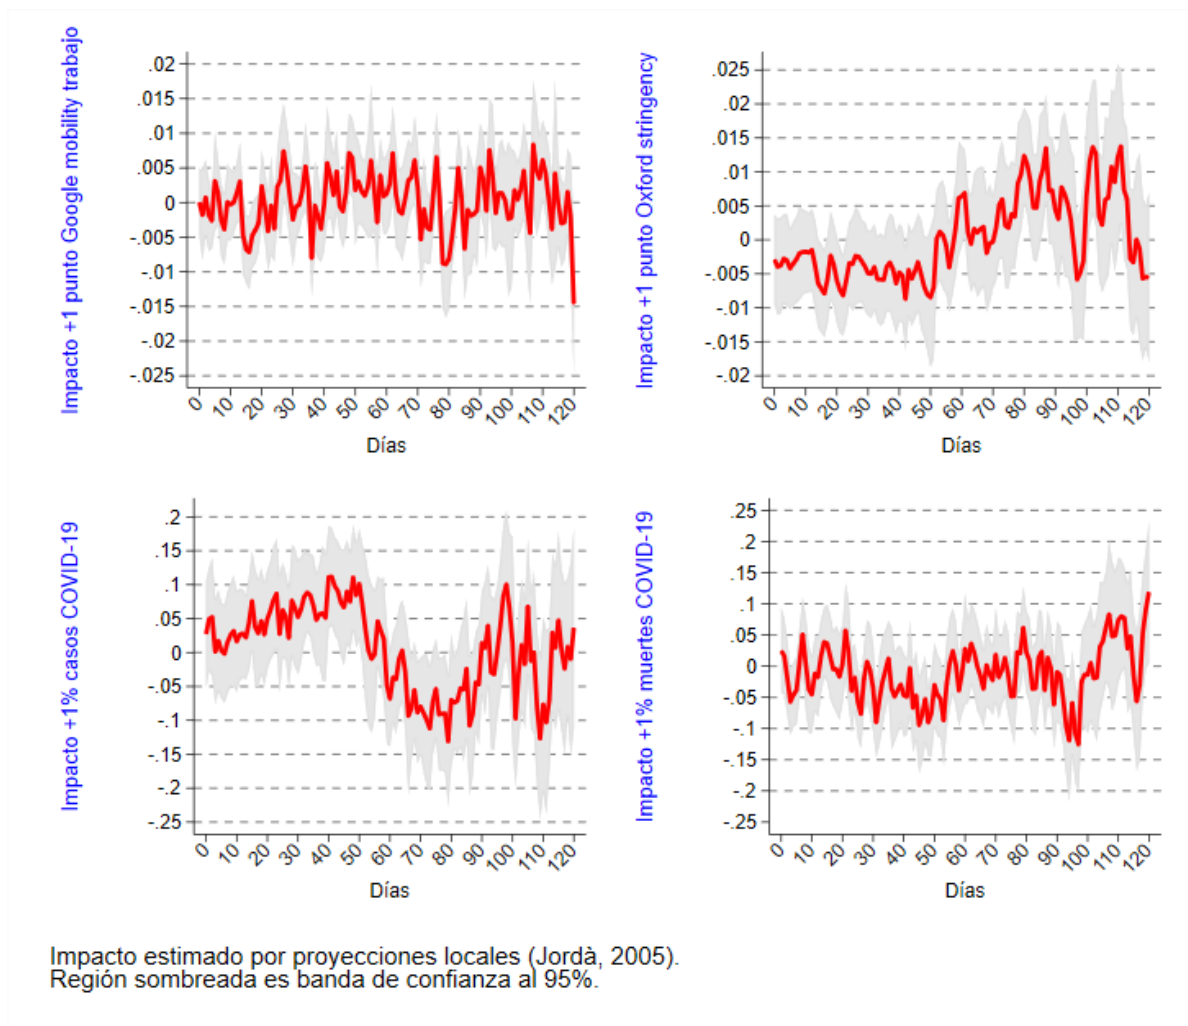 Impacto +1 punto Google mobility trabajo
.02
.015
.01
.005
0
-.005
-.01
-.015
-.02
-.025
0 10 20 30 40 50 60 70 80 90 100 110 120
Días
Impacto +1 punto Oxford stringency
.025
.02
.015
.01
.005
0
-.005
-.01
-.015
-.02
0 10 20 30 40 50 60 70 80 90 100 110 120
Días
Impacto +1% casos COVID-19
.2
.15
.1
.05
0
-.05
-.1
-.15
-.2
-.25
0 10 20 30 40 50 60 70 80 90 100 110 120
Días
Impacto +1% muertes COVID-19
.25
.2
.15
.1
.05
0
-.05
-.1
-.15
-.2
-.25
0 10 20 30 40 50 60 70 80 90 100 110 120
Días
Impacto estimado por proyecciones locales (Jordà, 2005).
Región sombreada es banda de confianza al 95%.